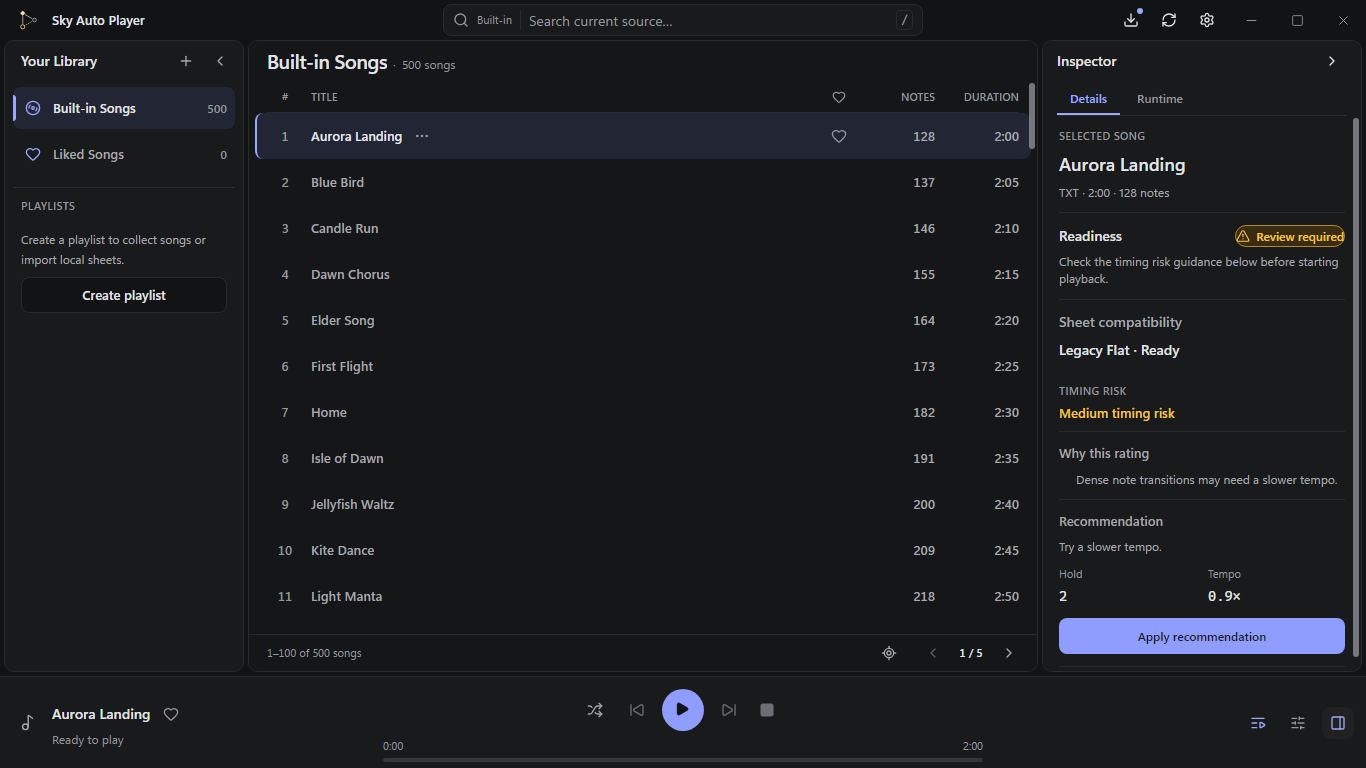 Sky Auto Player
Built-in
Search current source...
/
Your Library
Built-in Songs 500
Liked Songs 0
PLAYLISTS
Create a playlist to collect songs or
import local sheets.
Create playlist
Built-in Songs · 500 songs
# TITLE NOTES DURATION
1 Aurora Landing ··· 128 2:00
2 Blue Bird 137 2:05
3 Candle Run 146 2:10
4 Dawn Chorus 155 2:15
5 Elder Song 164 2:20
6 First Flight 173 2:25
7 Home 182 2:30
8 Isle of Dawn 191 2:35
9 Jellyfish Waltz 200 2:40
10 Kite Dance 209 2:45
11 Light Manta 218 2:50
1–100 of 500 songs
1 / 5
Inspector
Details Runtime
SELECTED SONG
Aurora Landing
TXT · 2:00 · 128 notes
Readiness Review required
Check the timing risk guidance below before starting
playback.
Sheet compatibility
Legacy Flat · Ready
TIMING RISK
Medium timing risk
Why this rating
Dense note transitions may need a slower tempo.
Recommendation
Try a slower tempo.
Hold Tempo
2 0.9×
Apply recommendation
Aurora Landing
Ready to play
0:00 2:00